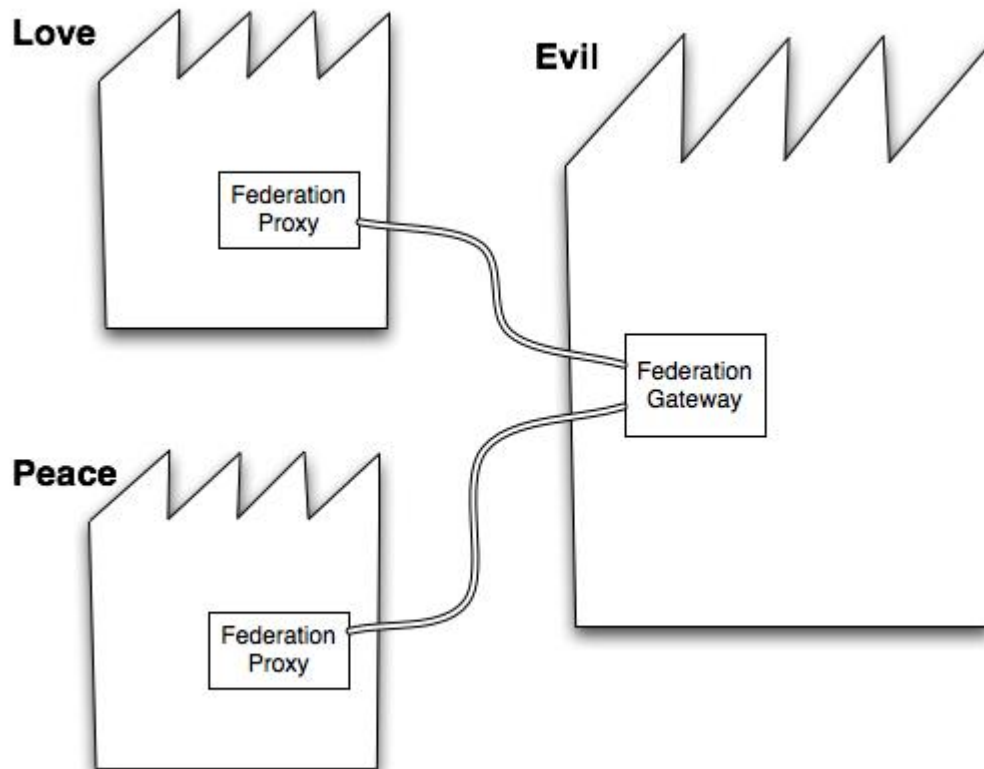 Love
Evil
Federation
Proxy
Federation
Gateway
Peace
Federation
Proxy